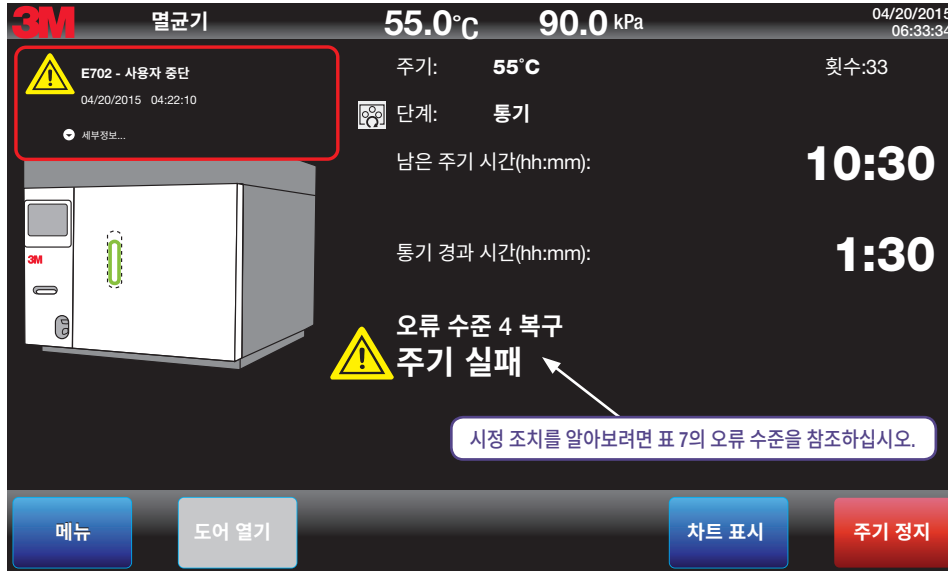 3M 멸균기 55.0°C 90.0 kPa 04/20/2015
06:33:34
E702 - 사용자 중단
04/20/2015 04:22:10
세부정보...
주기: 55°C 횟수:33
단계: 통기
남은 주기 시간(hh:mm): 10:30
통기 경과 시간(hh:mm): 1:30
3M
오류 수준 4 복구
주기 실패
시정 조치를 알아보려면 표 7의 오류 수준을 참조하십시오.
메뉴 도어 열기 차트 표시 주기 정지